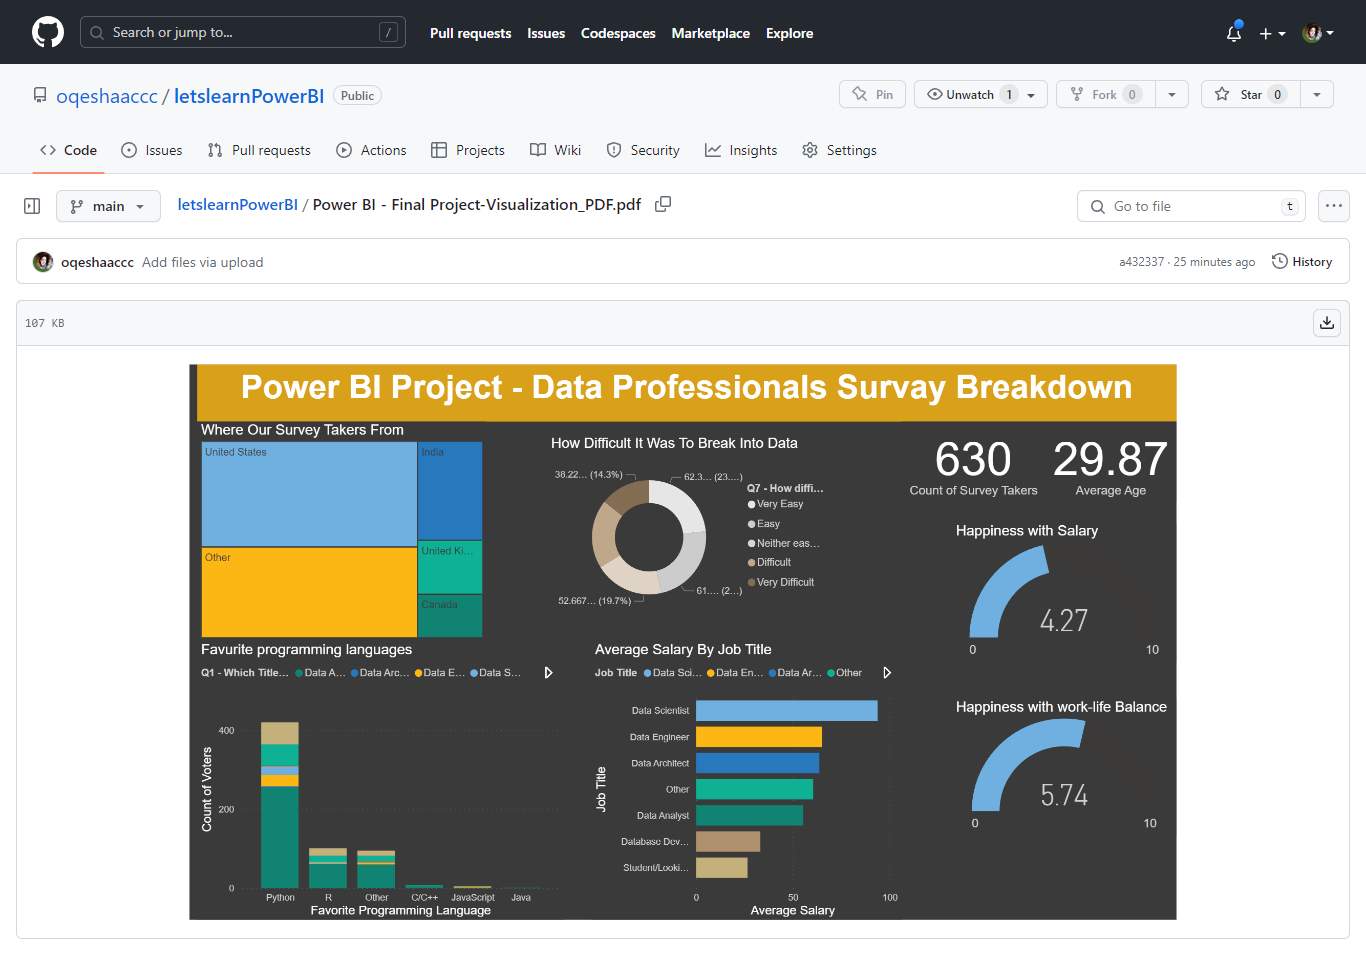 Search or jump to... /
Pull requests Issues Codespaces Marketplace Explore
oqeshaaccc / letslearnPowerBI Public
Pin Unwatch 1 Fork 0 Star 0
Code Issues Pull requests Actions Projects Wiki Security Insights Settings
main letslearnPowerBI / Power BI - Final Project-Visualization_PDF.pdf Go to file t
oqeshaaccc Add files via upload a432337 · 25 minutes ago History
107 KB
Power BI Project - Data Professionals Survay Breakdown
Where Our Survey Takers From
United States
India
Other
United Ki...
Canada
How Difficult It Was To Break Into Data
38.22... (14.3%)
62.3... (23....)
61.... (2...)
52.667... (19.7%)
Q7 - How diffi...
Very Easy
Easy
Neither eas...
Difficult
Very Difficult
630
Count of Survey Takers
29.87
Average Age
Happiness with Salary
4.27
0 10
Favurite programming languages
Q1 - Which Title... Data A... Data Arc... Data E... Data S...
Count of Voters
400
200
0
Python R Other C/C++ JavaScript Java
Favorite Programming Language
Average Salary By Job Title
Job Title Data Sci... Data En... Data Ar... Other
Job Title
Data Scientist
Data Engineer
Data Architect
Other
Data Analyst
Database Dev...
Student/Looki...
0 50 100
Average Salary
Happiness with work-life Balance
5.74
0 10